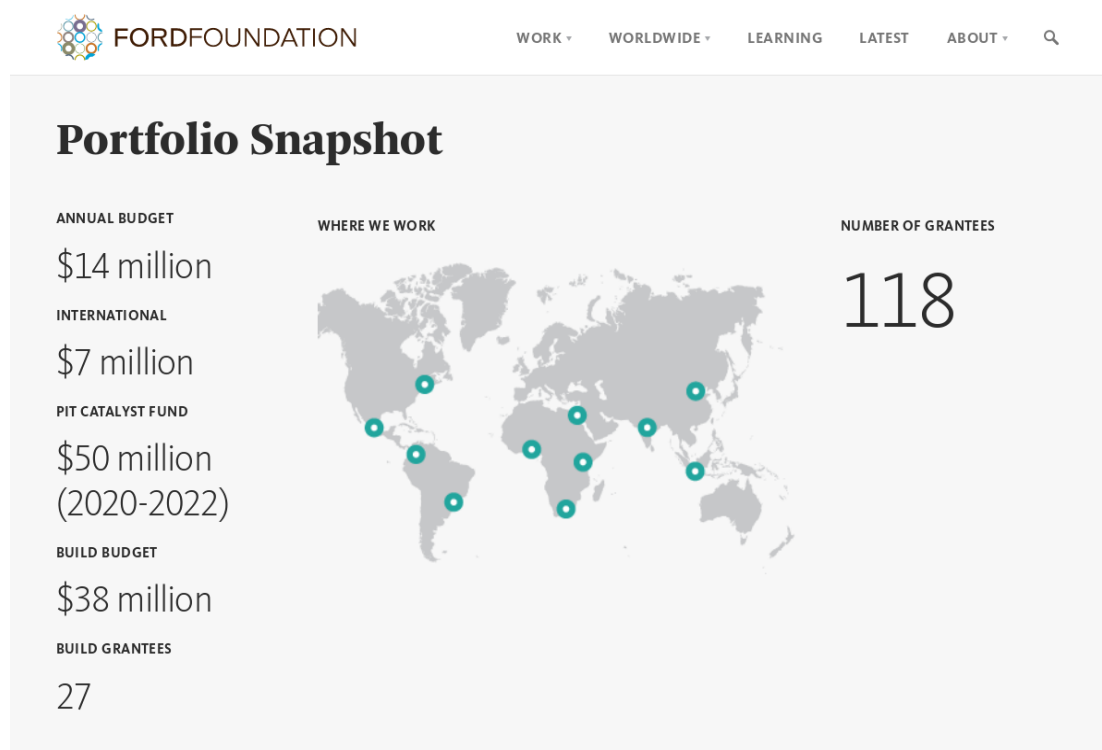 FORDFOUNDATION
WORK ▾
WORLDWIDE ▾
LEARNING
LATEST
ABOUT ▾
Portfolio Snapshot
ANNUAL BUDGET
$14 million
INTERNATIONAL
$7 million
PIT CATALYST FUND
$50 million
(2020-2022)
BUILD BUDGET
$38 million
BUILD GRANTEES
27
WHERE WE WORK
NUMBER OF GRANTEES
118